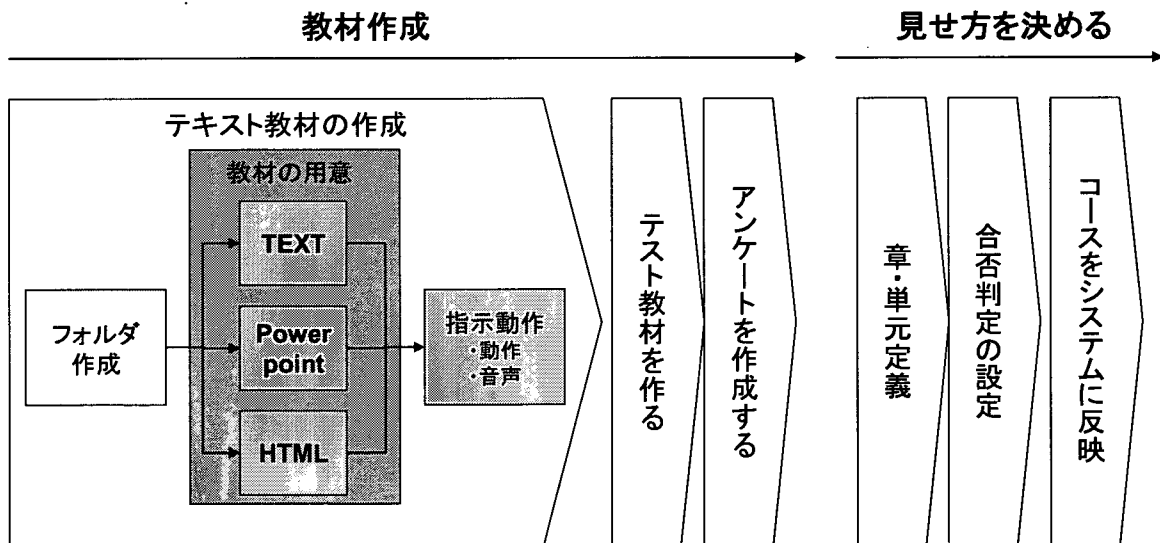 教材作成
見せ方を決める
テキスト教材の作成
教材の用意
フォルダ
作成
TEXT
Power
point
HTML
指示動作
・動作
・音声
テスト教材を作る
アンケートを作成する
章・単元定義
合否判定の設定
コースをシステムに反映